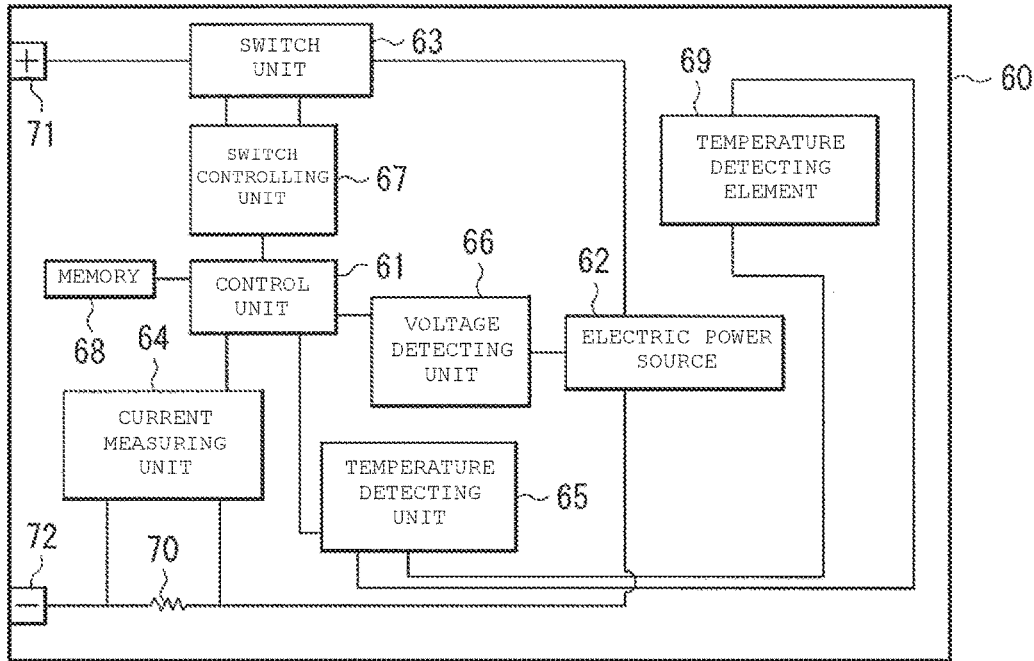 SWITCH
UNIT
63
+
71
69
60
TEMPERATURE
DETECTING
ELEMENT
SWITCH
CONTROLLING
UNIT
67
MEMORY
68
CONTROL
UNIT
61
66
VOLTAGE
DETECTING
UNIT
62
ELECTRIC POWER
SOURCE
64
CURRENT
MEASURING
UNIT
TEMPERATURE
DETECTING
UNIT
65
72
−
70